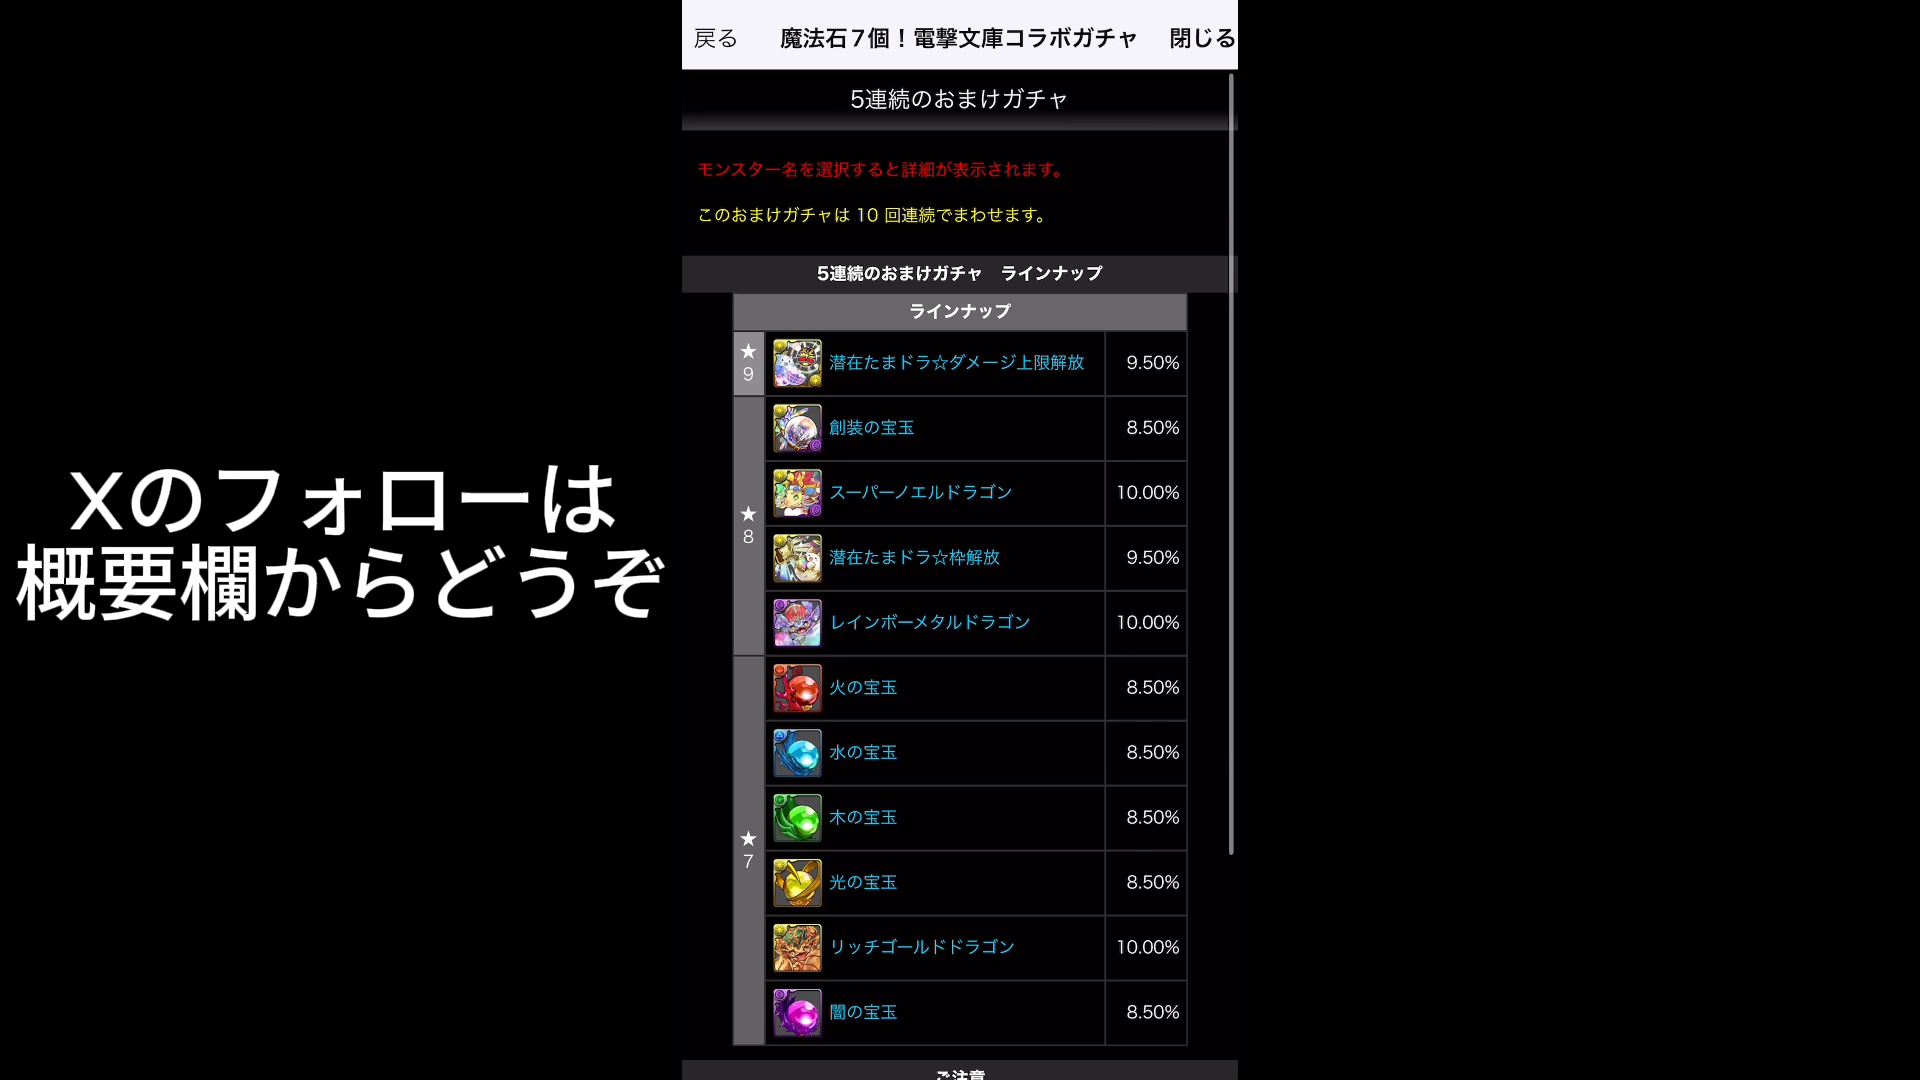 戻る
魔法石7個！電撃文庫コラボガチャ
閉じる
5連続のおまけガチャ
モンスター名を選択すると詳細が表示されます。
このおまけガチャは 10 回連続でまわせます。
5連続のおまけガチャ　ラインナップ
ラインナップ
★9
潜在たまドラ☆ダメージ上限解放 9.50%
★8
創装の宝玉 8.50%
スーパーノエルドラゴン 10.00%
潜在たまドラ☆枠解放 9.50%
レインボーメタルドラゴン 10.00%
★7
火の宝玉 8.50%
水の宝玉 8.50%
木の宝玉 8.50%
光の宝玉 8.50%
リッチゴールドドラゴン 10.00%
闇の宝玉 8.50%
ご注意
Xのフォローは
概要欄からどうぞ